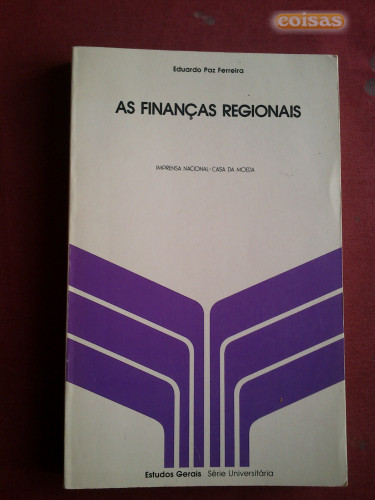 coisas
Eduardo Paz Ferreira
AS FINANÇAS REGIONAIS
IMPRENSA NACIONAL-CASA DA MOEDA
Estudos Gerais Série Universitária